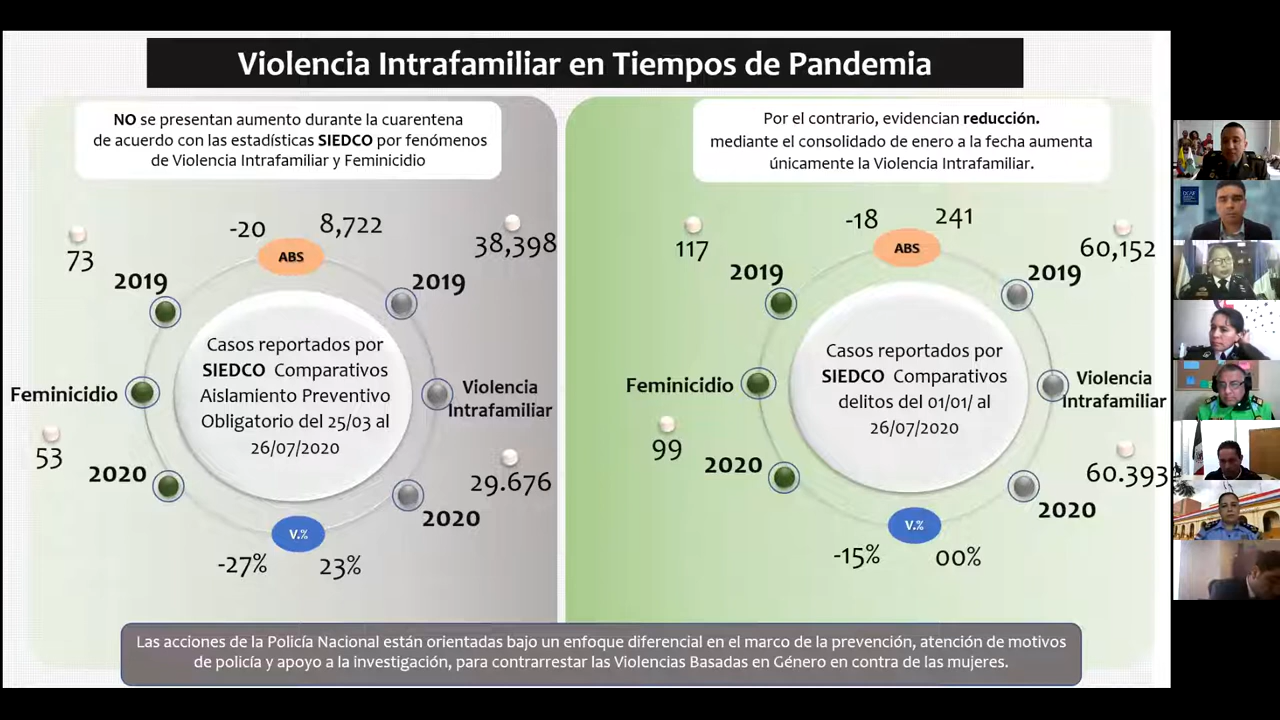 Violencia Intrafamiliar en Tiempos de Pandemia
NO se presentan aumento durante la cuarentena
de acuerdo con las estadísticas SIEDCO por fenómenos
de Violencia Intrafamiliar y Feminicidio
-20
8,722
ABS
73
38,398
2019
2019
Casos reportados por
SIEDCO Comparativos
Aislamiento Preventivo
Obligatorio del 25/03 al
26/07/2020
Feminicidio
Violencia
Intrafamiliar
53
29.676
2020
2020
V.%
-27%
23%
Por el contrario, evidencian reducción.
mediante el consolidado de enero a la fecha aumenta
únicamente la Violencia Intrafamiliar.
-18
241
ABS
117
60,152
2019
2019
Casos reportados por
SIEDCO Comparativos
delitos del 01/01/ al
26/07/2020
Feminicidio
Violencia
Intrafamiliar
99
60.393
2020
2020
V.%
-15%
00%
Las acciones de la Policía Nacional están orientadas bajo un enfoque diferencial en el marco de la prevención, atención de motivos
de policía y apoyo a la investigación, para contrarrestar las Violencias Basadas en Género en contra de las mujeres.
DCAF